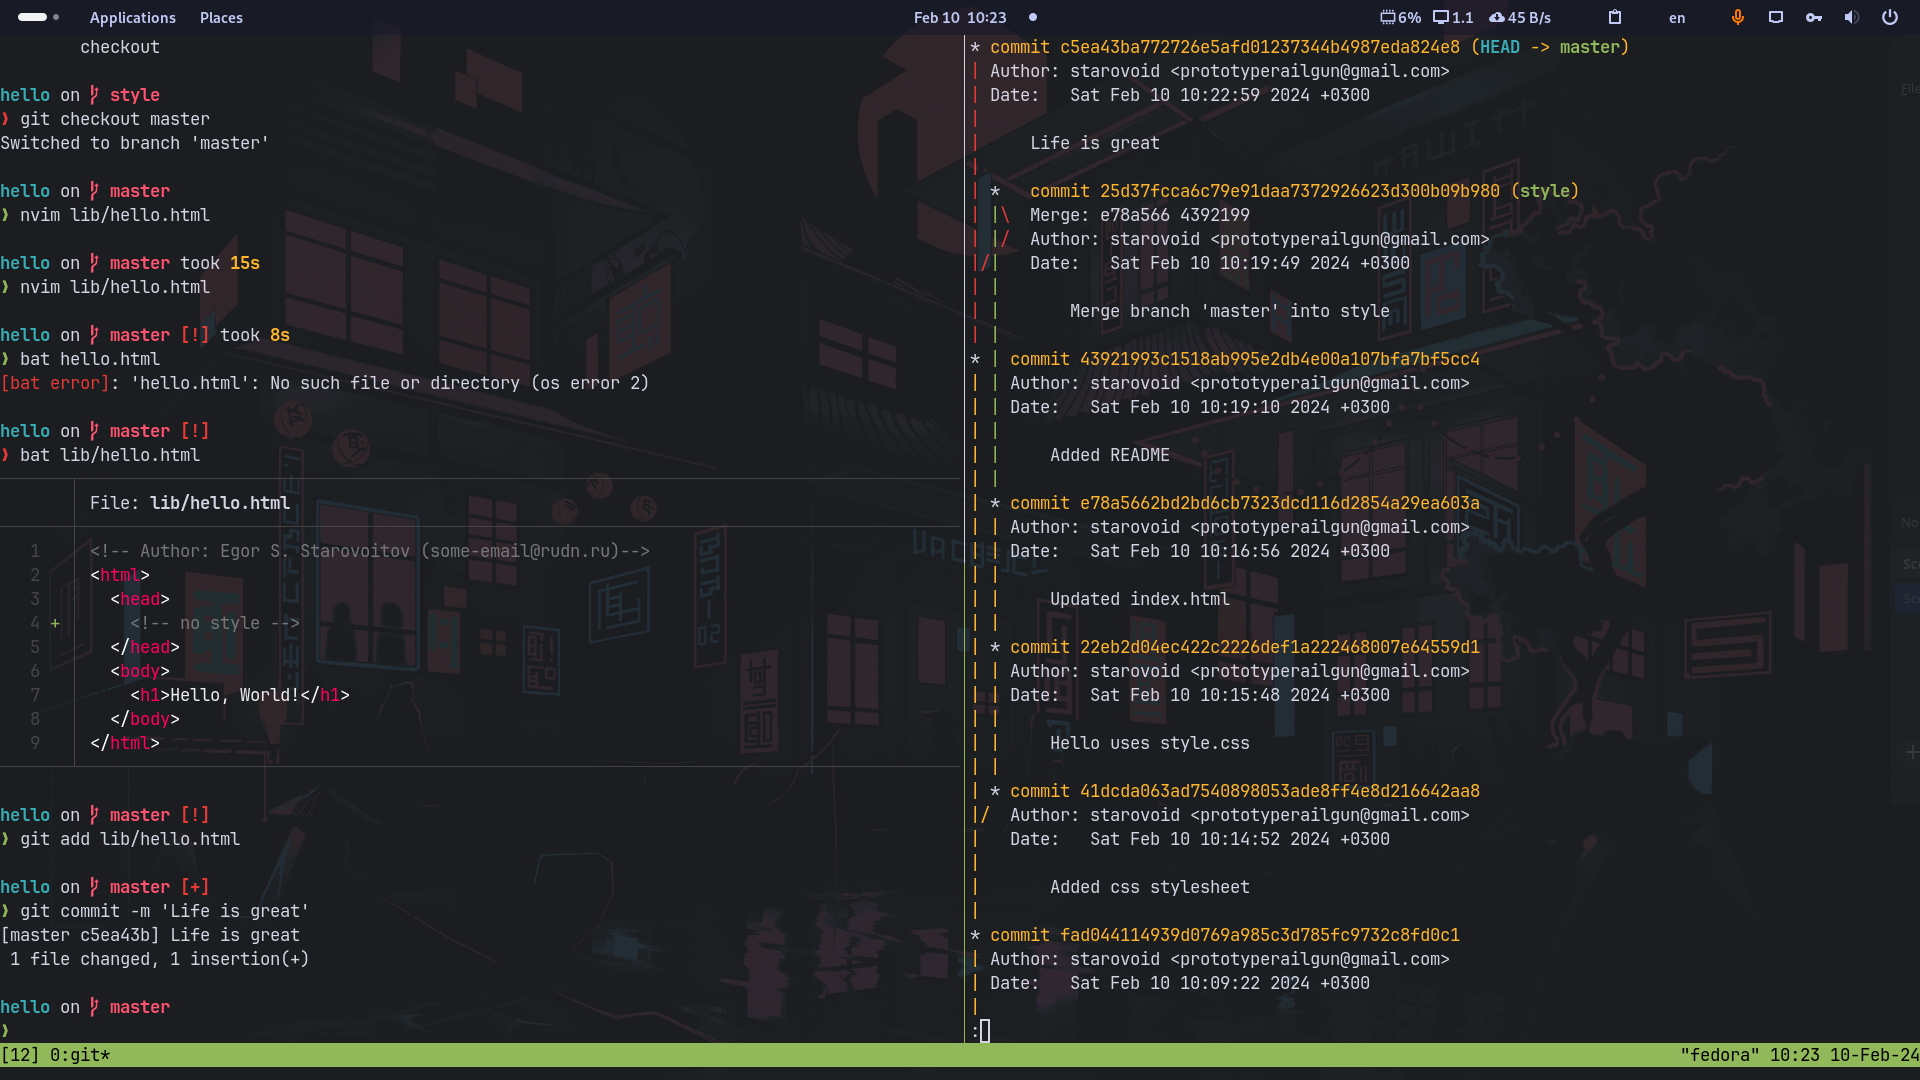 Applications Places Feb 10 10:23 6% 1.1 45 B/s en
checkout
hello on style
❯ git checkout master
Switched to branch 'master'
hello on master
❯ nvim lib/hello.html
hello on master took 15s
❯ nvim lib/hello.html
hello on master [!] took 8s
❯ bat hello.html
[bat error]: 'hello.html': No such file or directory (os error 2)
hello on master [!]
❯ bat lib/hello.html
File: lib/hello.html
1 <!-- Author: Egor S. Starovoitov (some-email@rudn.ru)-->
2 <html>
3 <head>
4 + <!-- no style -->
5 </head>
6 <body>
7 <h1>Hello, World!</h1>
8 </body>
9 </html>
hello on master [!]
❯ git add lib/hello.html
hello on master [+]
❯ git commit -m 'Life is great'
[master c5ea43b] Life is great
1 file changed, 1 insertion(+)
hello on master
❯
* commit c5ea43ba772726e5afd01237344b4987eda824e8 (HEAD -> master)
| Author: starovoid <prototyperailgun@gmail.com>
| Date: Sat Feb 10 10:22:59 2024 +0300
|
| Life is great
|
| * commit 25d37fcca6c79e91daa7372926623d300b09b980 (style)
| |\ Merge: e78a566 4392199
| |/ Author: starovoid <prototyperailgun@gmail.com>
|/| Date: Sat Feb 10 10:19:49 2024 +0300
| |
| | Merge branch 'master' into style
| |
* | commit 43921993c1518ab995e2db4e00a107bfa7bf5cc4
| | Author: starovoid <prototyperailgun@gmail.com>
| | Date: Sat Feb 10 10:19:10 2024 +0300
| |
| | Added README
| |
| * commit e78a5662bd2bd6cb7323dcd116d2854a29ea603a
| | Author: starovoid <prototyperailgun@gmail.com>
| | Date: Sat Feb 10 10:16:56 2024 +0300
| |
| | Updated index.html
| |
| * commit 22eb2d04ec422c2226def1a222468007e64559d1
| | Author: starovoid <prototyperailgun@gmail.com>
| | Date: Sat Feb 10 10:15:48 2024 +0300
| |
| | Hello uses style.css
| |
| * commit 41dcda063ad7540898053ade8ff4e8d216642aa8
|/ Author: starovoid <prototyperailgun@gmail.com>
| Date: Sat Feb 10 10:14:52 2024 +0300
|
| Added css stylesheet
|
* commit fad044114939d0769a985c3d785fc9732c8fd0c1
| Author: starovoid <prototyperailgun@gmail.com>
| Date: Sat Feb 10 10:09:22 2024 +0300
|
:
[12] 0:git* "fedora" 10:23 10-Feb-24